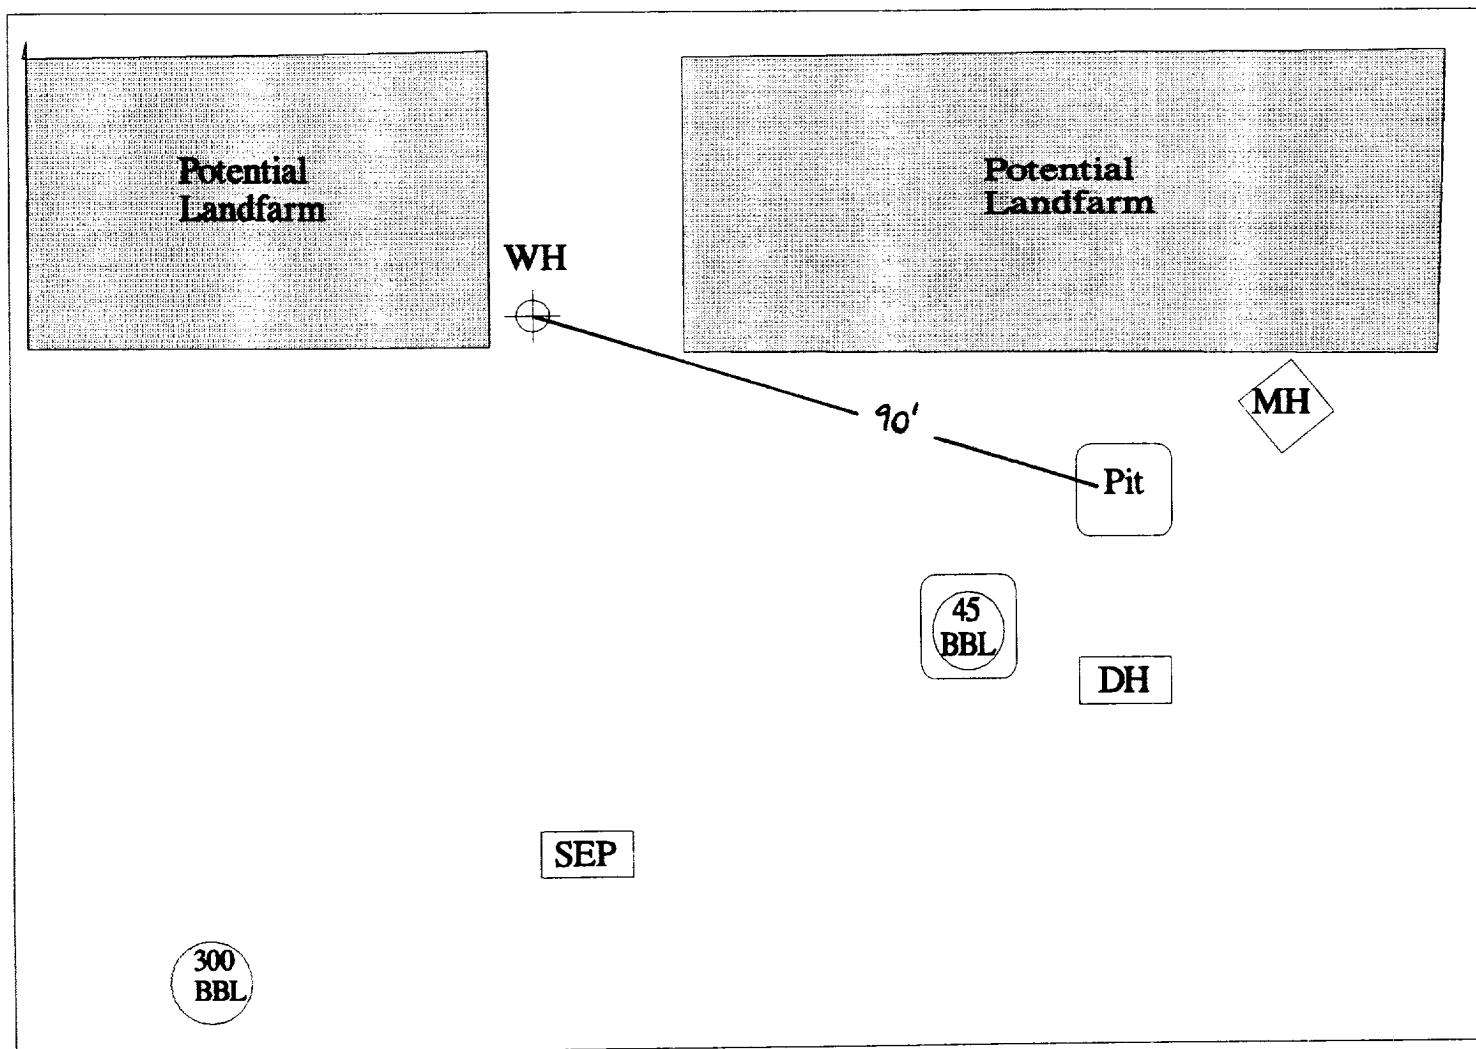 Potential
Landfarm
Potential
Landfarm
WH
MH
90'
Pit
45
BBL
DH
SEP
300
BBL